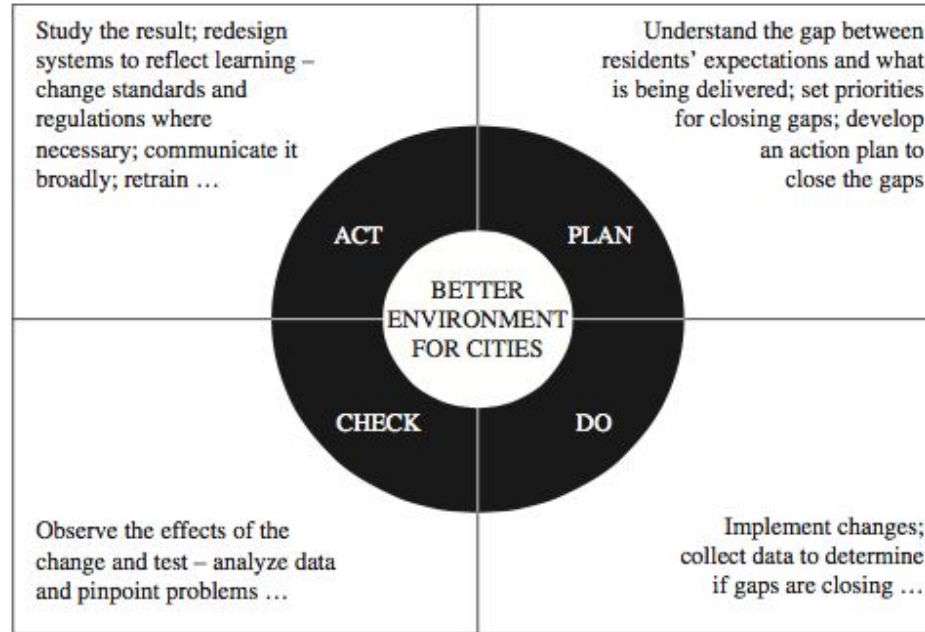 Study the result; redesign
systems to reflect learning –
change standards and
regulations where
necessary; communicate it
broadly; retrain …
Understand the gap between
residents’ expectations and what
is being delivered; set priorities
for closing gaps; develop
an action plan to
close the gaps
ACT
PLAN
BETTER
ENVIRONMENT
FOR CITIES
CHECK
DO
Observe the effects of the
change and test – analyze data
and pinpoint problems …
Implement changes;
collect data to determine
if gaps are closing …